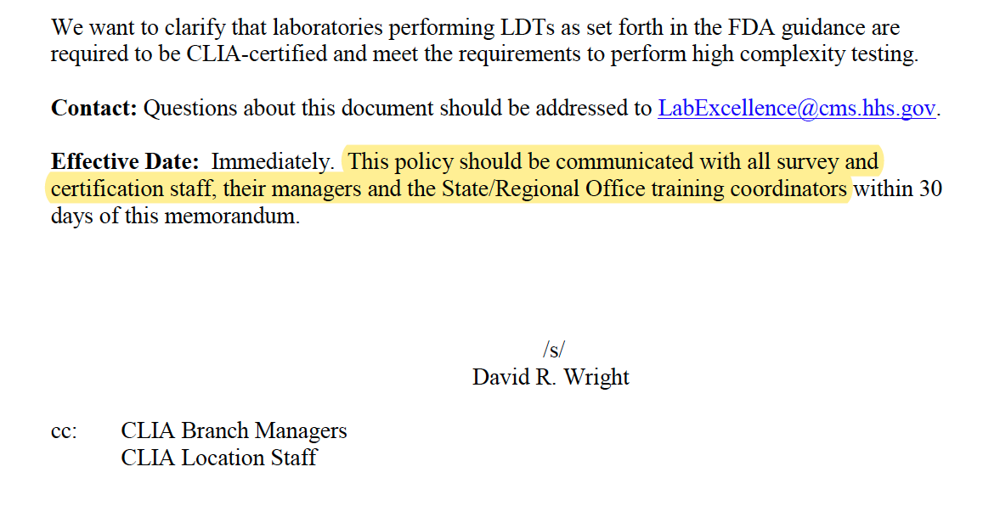 We want to clarify that laboratories performing LDTs as set forth in the FDA guidance are
required to be CLIA-certified and meet the requirements to perform high complexity testing.
Contact: Questions about this document should be addressed to LabExcellence@cms.hhs.gov.
Effective Date: Immediately. This policy should be communicated with all survey and
certification staff, their managers and the State/Regional Office training coordinators within 30
days of this memorandum.
/s/
David R. Wright
cc: CLIA Branch Managers
CLIA Location Staff